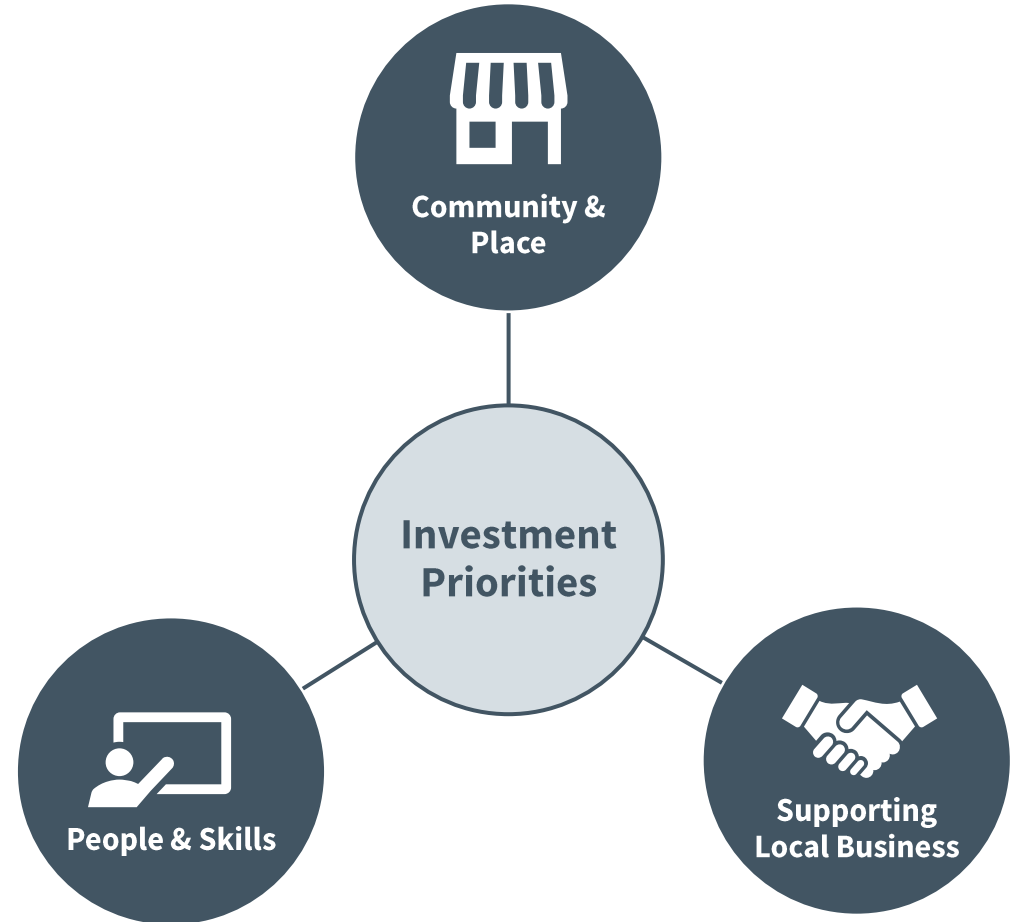 Community &
Place
Investment
Priorities
People & Skills
Supporting
Local Business